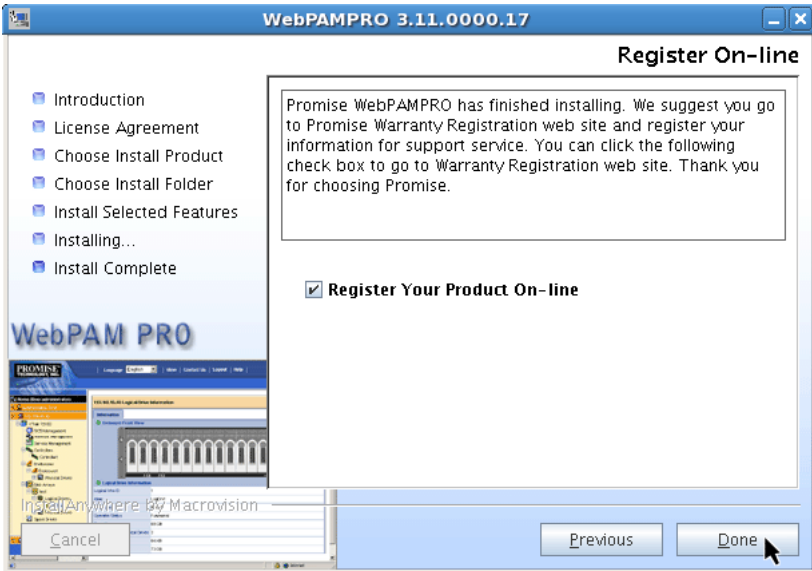 WebPAMPRO 3.11.0000.17
Register On-line
Introduction
License Agreement
Choose Install Product
Choose Install Folder
Install Selected Features
Installing...
Install Complete
Promise WebPAMPRO has finished installing. We suggest you go
to Promise Warranty Registration web site and register your
information for support service. You can click the following
check box to go to Warranty Registration web site. Thank you
for choosing Promise.
Register Your Product On-line
WebPAM PRO
PROMISE
TECHNOLOGY, INC.
Language English
InstallAnywhere by Macrovision
Cancel
Previous
Done